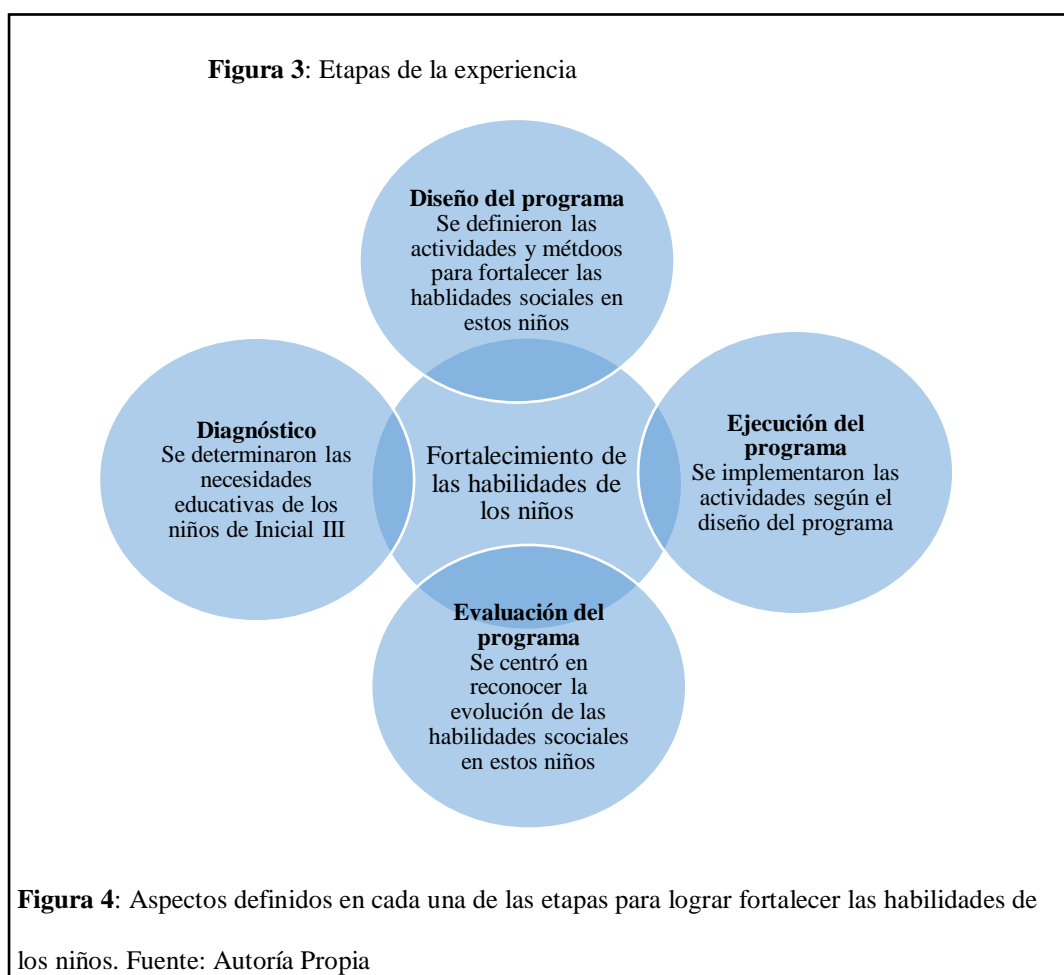 Figura 3: Etapas de la experiencia
Diseño del programa
Se definieron las
actividades y métdoos
para fortalecer las
hablidades sociales en
estos niños
Diagnóstico
Se determinaron las
necesidades
educativas de los
niños de Inicial III
Fortalecimiento de
las habilidades de
los niños
Ejecución del
programa
Se implementaron las
actividades según el
diseño del programa
Evaluación del
programa
Se centró en
reconocer la
evolución de las
habilidades scociales
en estos niños
Figura 4: Aspectos definidos en cada una de las etapas para lograr fortalecer las habilidades de
los niños. Fuente: Autoría Propia